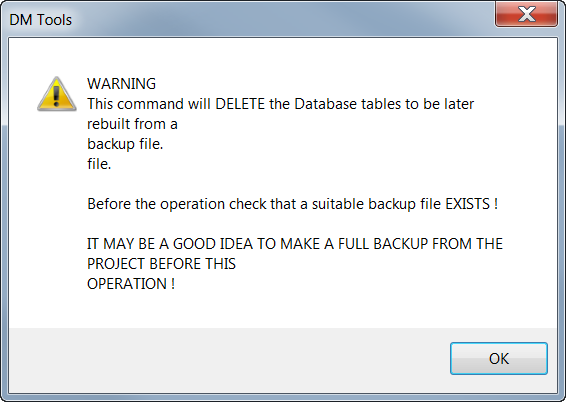 DM Tools
WARNING
This command will DELETE the Database tables to be later
rebuilt from a
backup file.
file.
Before the operation check that a suitable backup file EXISTS !
IT MAY BE A GOOD IDEA TO MAKE A FULL BACKUP FROM THE
PROJECT BEFORE THIS
OPERATION !
OK